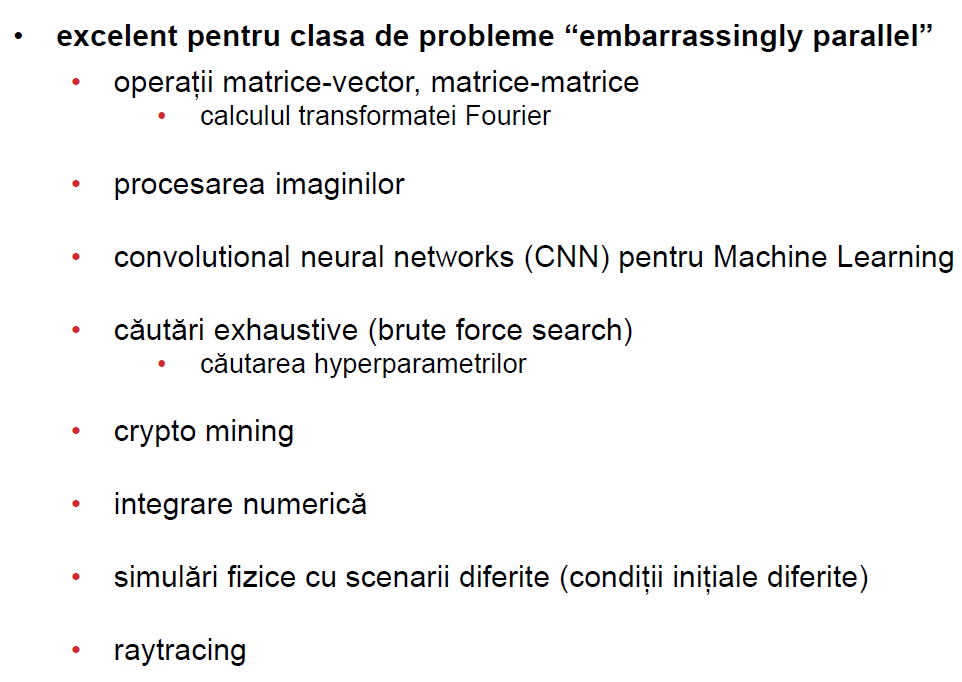 • excelent pentru clasa de probleme “embarrassingly parallel”
• operații matrice-vector, matrice-matrice
• calculul transformatei Fourier
• procesarea imaginilor
• convolutional neural networks (CNN) pentru Machine Learning
• căutări exhaustive (brute force search)
• căutarea hyperparametrilor
• crypto mining
• integrare numerică
• simulări fizice cu scenarii diferite (condiții inițiale diferite)
• raytracing